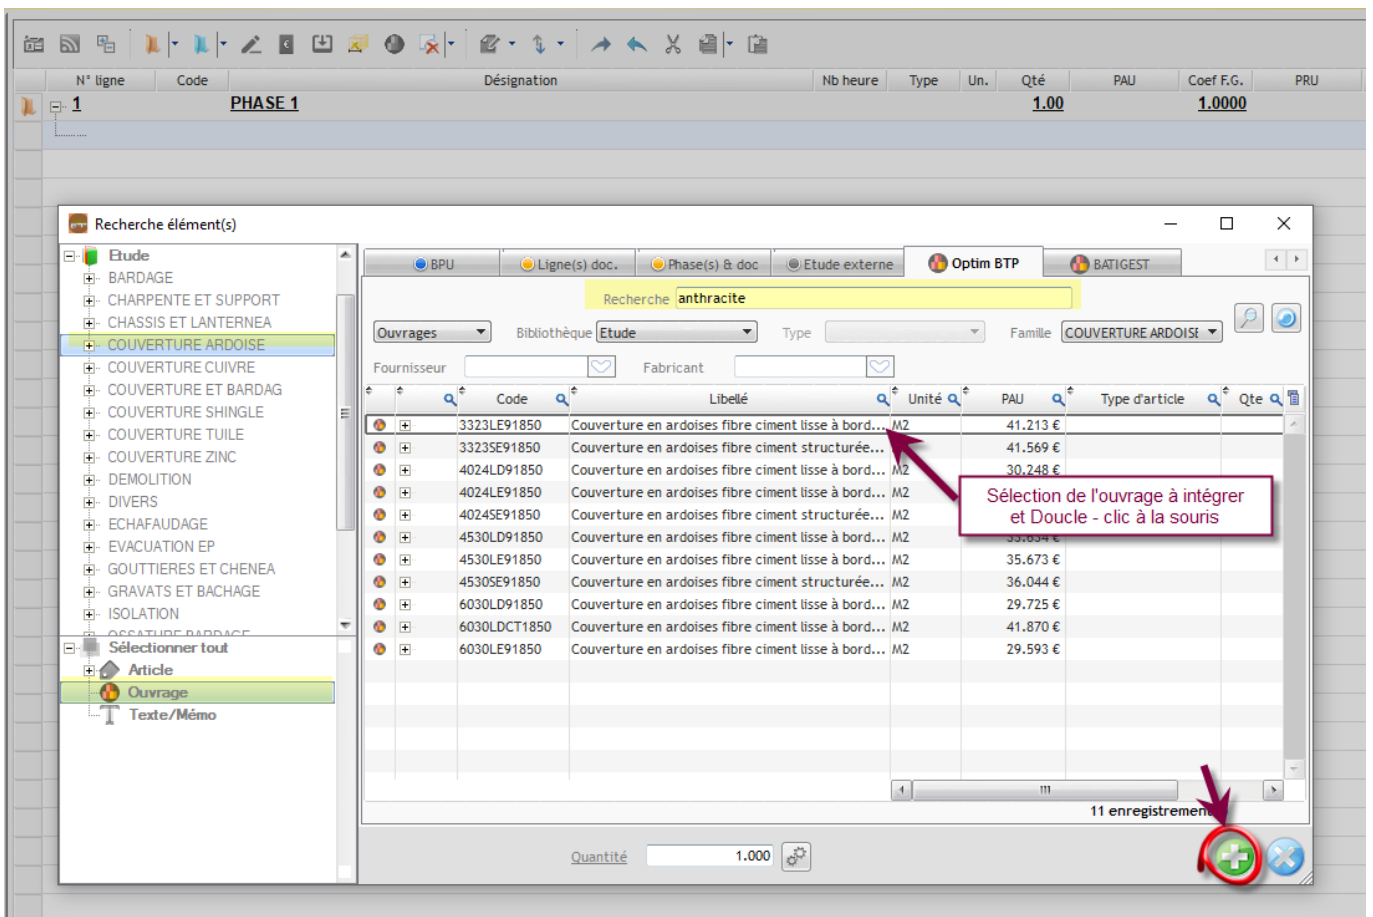 N° ligne Code Désignation Nb heure Type Un. Qté PAU Coef F.G. PRU
1 PHASE 1 1.00 1.0000
Recherche élément(s)
Etude
BARDAGE
CHARPENTE ET SUPPORT
CHASSIS ET LANTERNEA
COUVERTURE ARDOISE
COUVERTURE CUIVRE
COUVERTURE ET BARDAG
COUVERTURE SHINGLE
COUVERTURE TUILE
COUVERTURE ZINC
DEMOLITION
DIVERS
ECHAFAUDAGE
EVACUATION EP
GOUTTIERES ET CHENEA
GRAVATS ET BACHAGE
ISOLATION
OSSATURE BARDAGE
Sélectionner tout
Article
Ouvrage
Texte/Mémo
BPU Ligne(s) doc. Phase(s) & doc Etude externe Optim BTP BATIGEST
Recherche anthracite
Ouvrages Bibliothèque Etude Type Famille COUVERTURE ARDOISE
Fournisseur Fabricant
Code Libellé Unité PAU Type d'article Qte
3323LE91850 Couverture en ardoises fibre ciment lisse à bord... M2 41.213 €
3323SE91850 Couverture en ardoises fibre ciment structurée... 41.569 €
4024LD91850 Couverture en ardoises fibre ciment lisse à bord... M2 30.248 €
4024LE91850 Couverture en ardoises fibre ciment lisse à bord... M2
4024SE91850 Couverture en ardoises fibre ciment structurée... M2
4530LD91850 Couverture en ardoises fibre ciment lisse à bord... M2
4530LE91850 Couverture en ardoises fibre ciment lisse à bord... M2 35.673 €
4530SE91850 Couverture en ardoises fibre ciment structurée... M2 36.044 €
6030LD91850 Couverture en ardoises fibre ciment lisse à bord... M2 29.725 €
6030LDCT1850 Couverture en ardoises fibre ciment lisse à bord... M2 41.870 €
6030LE91850 Couverture en ardoises fibre ciment lisse à bord... M2 29.593 €
Sélection de l'ouvrage à intégrer
et Doucle - clic à la souris
11 enregistremen
Quantité 1.000